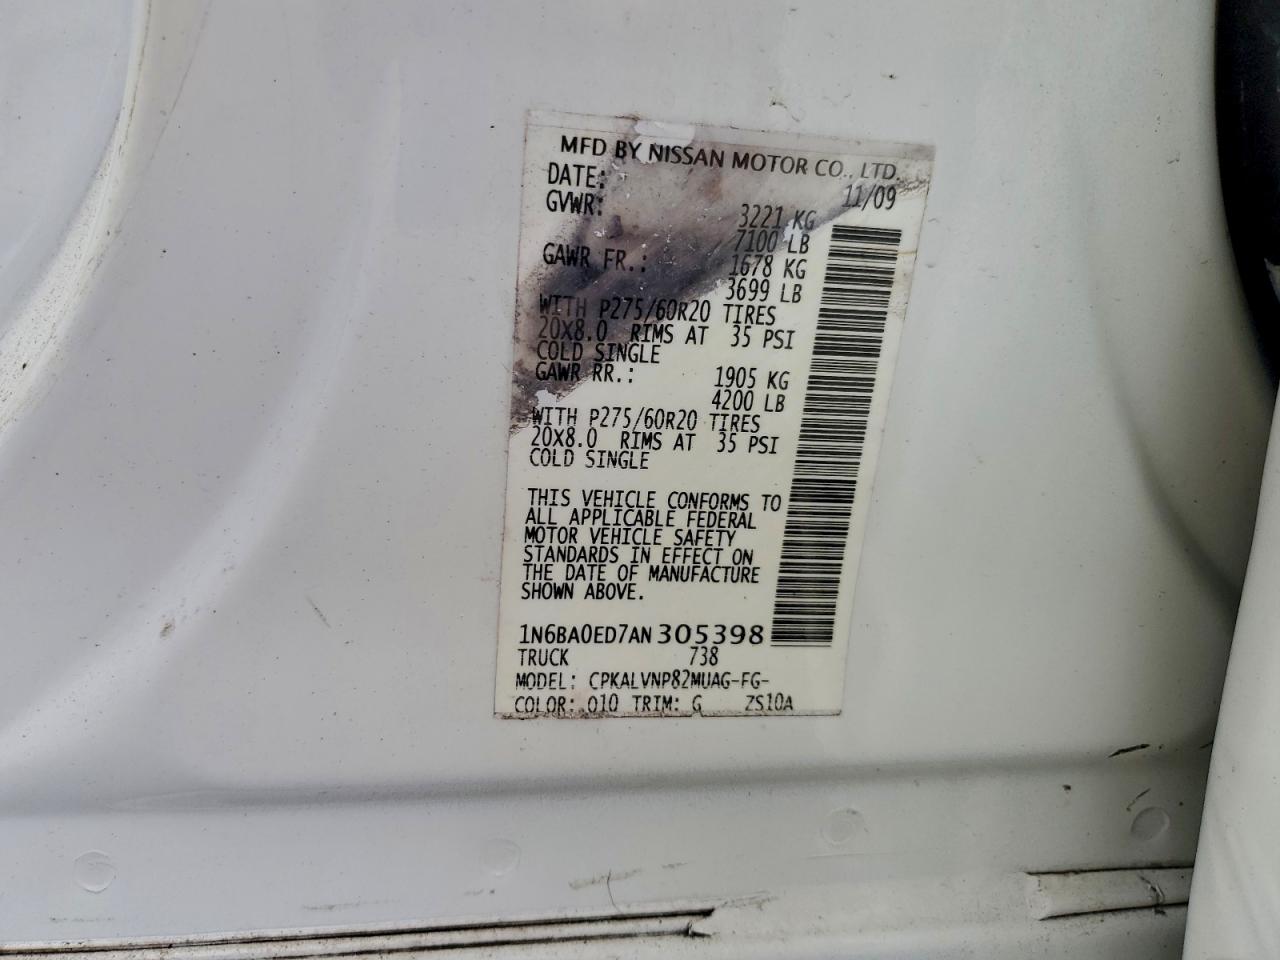 MFD BY NISSAN MOTOR CO., LTD.
DATE: 11/09
GVWR: 3221 KG
7100 LB
GAWR FR.: 1678 KG
3699 LB
WITH P275/60R20 TIRES
20X8.0 RIMS AT 35 PSI
COLD SINGLE
GAWR RR.: 1905 KG
4200 LB
WITH P275/60R20 TIRES
20X8.0 RIMS AT 35 PSI
COLD SINGLE
THIS VEHICLE CONFORMS TO
ALL APPLICABLE FEDERAL
MOTOR VEHICLE SAFETY
STANDARDS IN EFFECT ON
THE DATE OF MANUFACTURE
SHOWN ABOVE.
1N6BA0ED7AN305398
TRUCK 738
MODEL: CPKALVNP82MUAG-FG-
COLOR: Q10 TRIM: G ZS10A